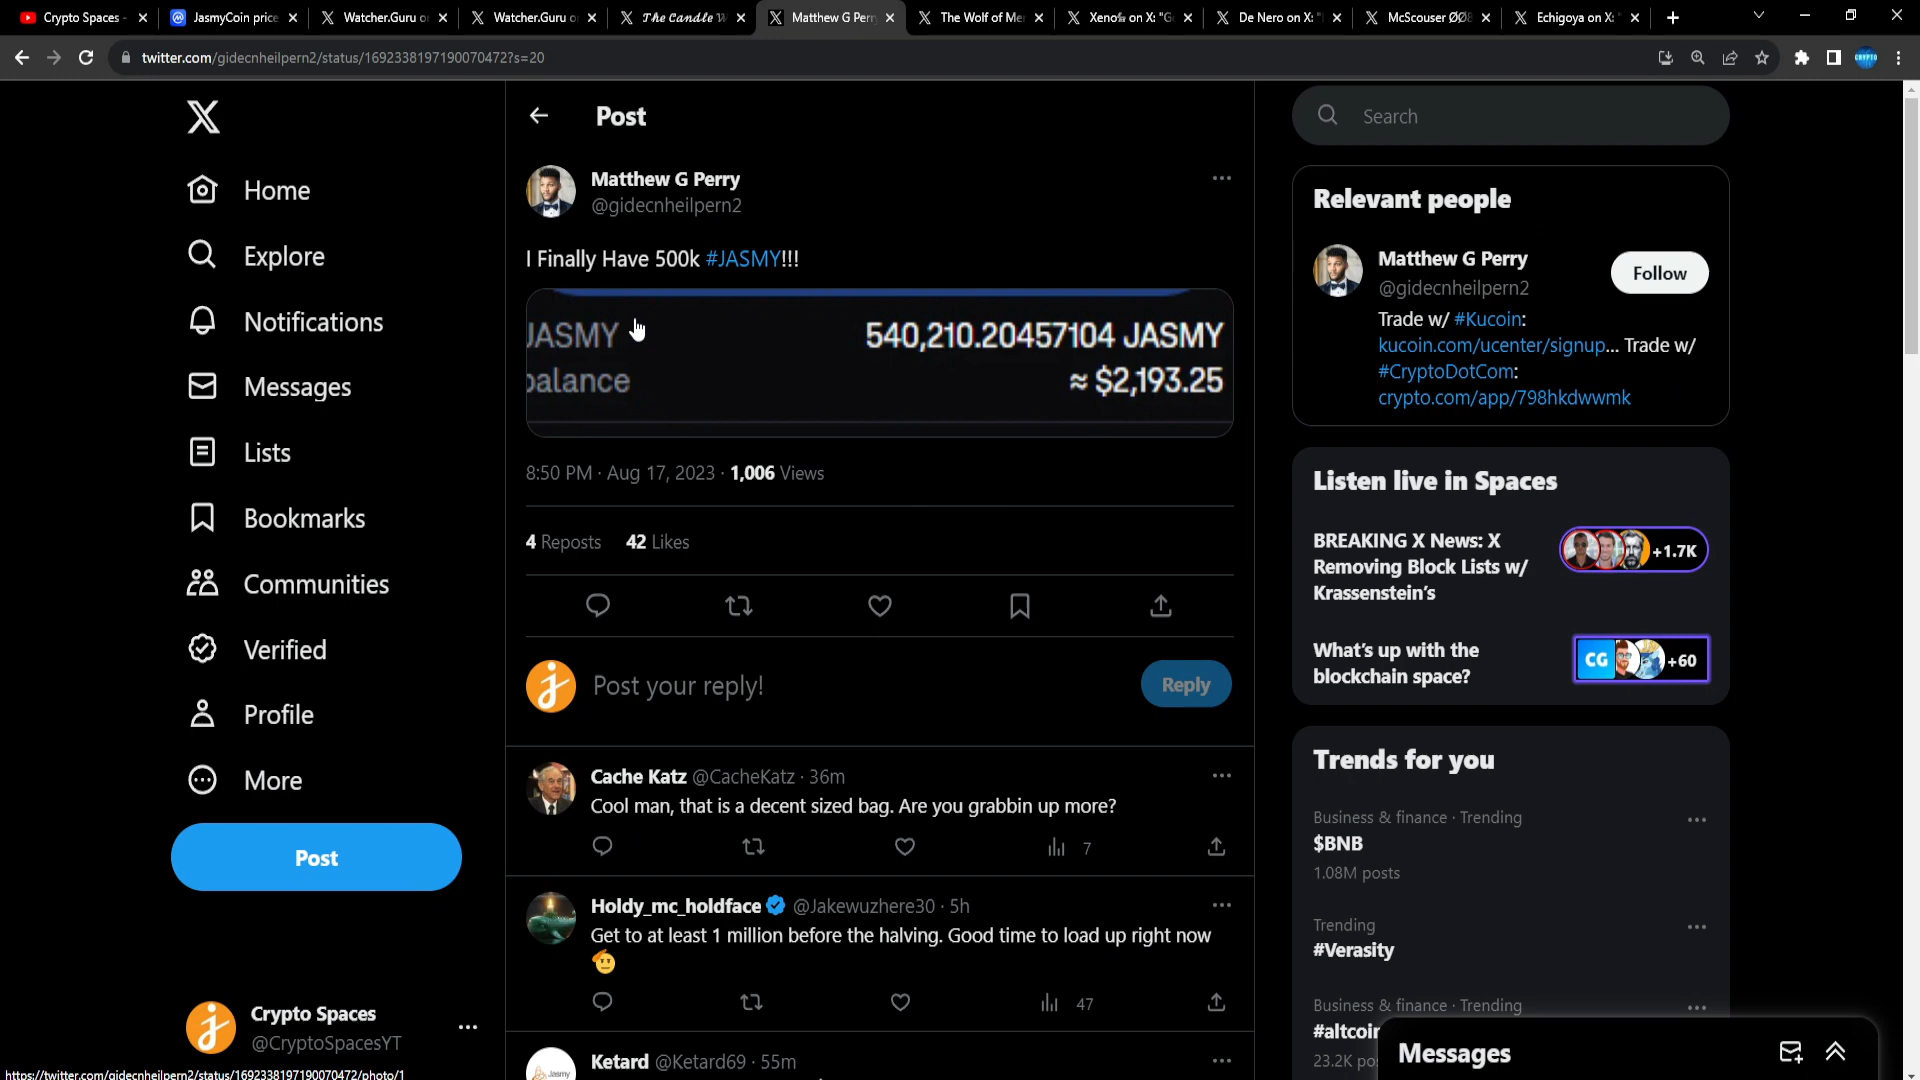 Crypto Spaces -
JasmyCoin price
Watcher.Guru o
Watcher.Guru o
𝓣𝓱𝓮 𝓒𝓪𝓷𝓭𝓵𝓮 𝓦
Matthew G Perr
The Wolf of Me
De Nero on X: "
McScouser ØØ8
Echigoya on X: "
twitter.com/gidecnheilpern2/status/1692338197190070472?s=20
CRYPTO
Home
Explore
Notifications
Messages
Lists
Bookmarks
Communities
Verified
Profile
More
Post
Crypto Spaces
@CryptoSpacesYT
https://twitter.com/gidecnheilpern2/status/1692338197190070472/photo/1
Post
Matthew G Perry
@gidecnheilpern2
I Finally Have 500k #JASMY!!!
JASMY 540,210.20457104 JASMY
balance ≈ $2,193.25
8:50 PM · Aug 17, 2023 · 1,006 Views
4 Reposts 42 Likes
Post your reply!
Reply
Cache Katz @CacheKatz · 36m
Cool man, that is a decent sized bag. Are you grabbin up more?
7
Holdy_mc_holdface @Jakewuzhere30 · 5h
Get to at least 1 million before the halving. Good time to load up right now
🫡
47
Ketard @Ketard69 · 55m
Jasmy
Search
Relevant people
Matthew G Perry
@gidecnheilpern2
Follow
Trade w/ #Kucoin:
kucoin.com/ucenter/signup… Trade w/
#CryptoDotCom:
crypto.com/app/798hkdwwmk
Listen live in Spaces
BREAKING X News: X
Removing Block Lists w/
Krassenstein's
+1.7K
What's up with the
blockchain space?
CG
+60
Trends for you
Business & finance · Trending
$BNB
1.08M posts
Trending
#Verasity
Business & finance · Trending
#altcoin
23.2K po
Messages